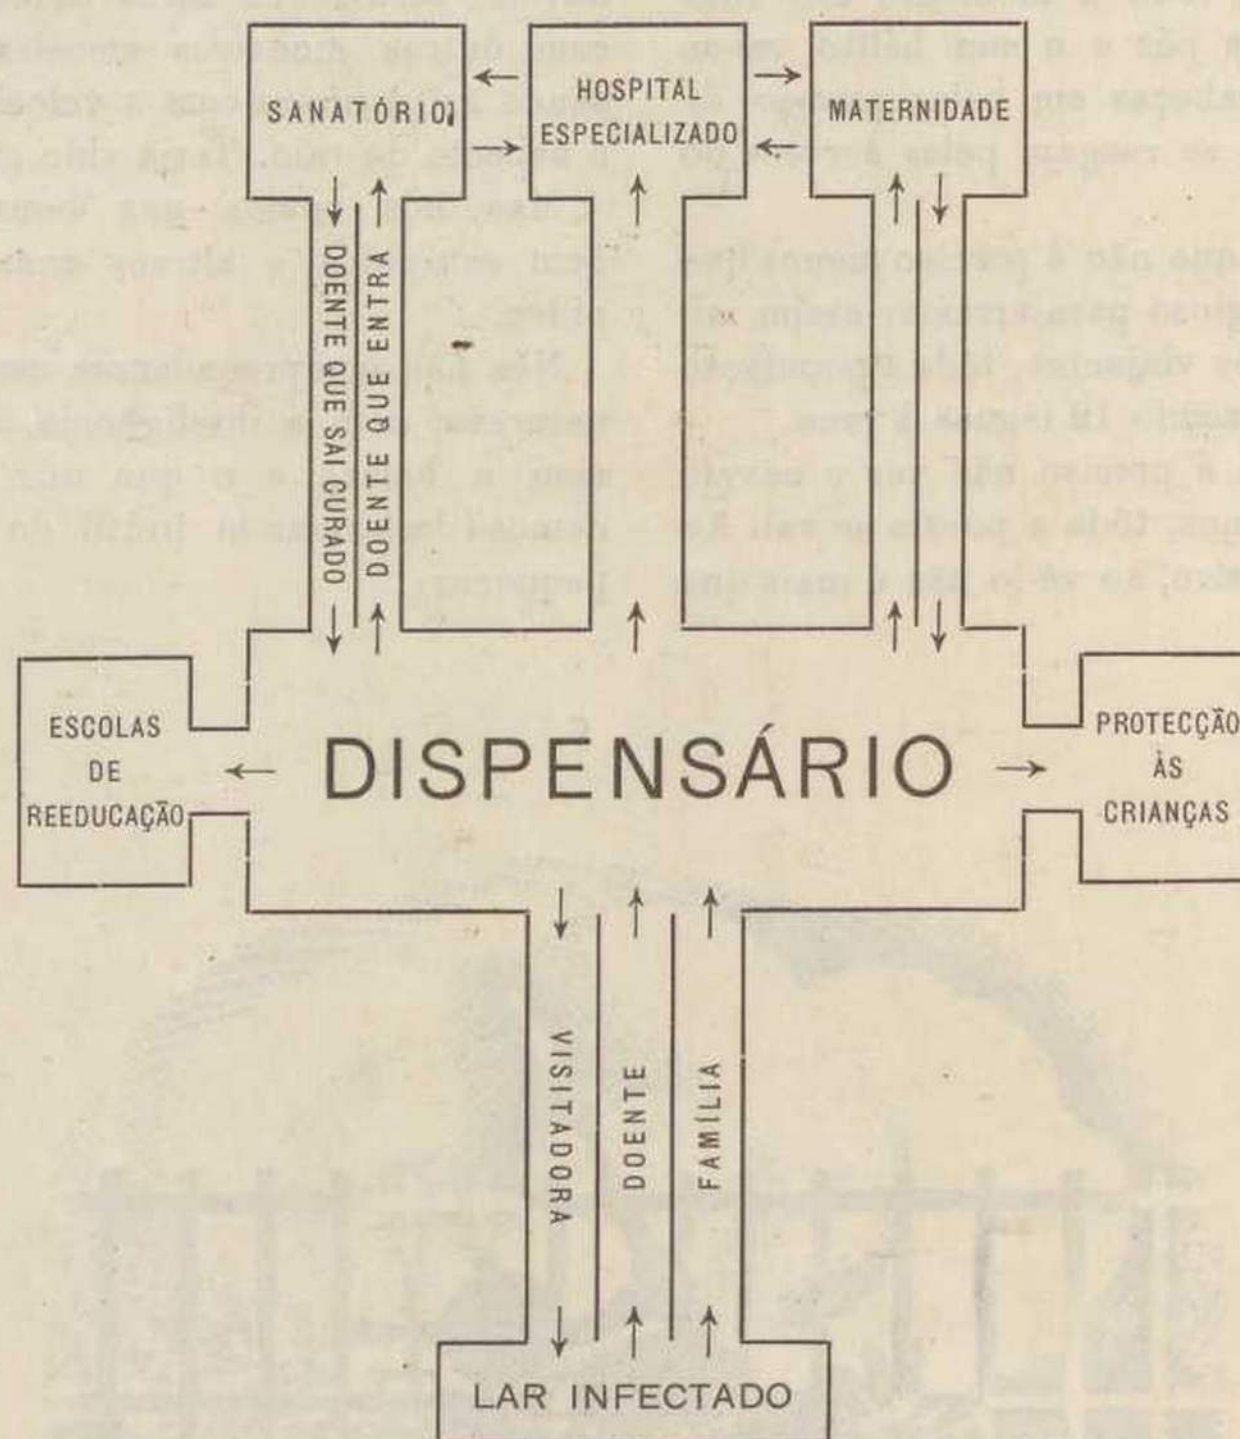 SANATÓRIO
HOSPITAL
ESPECIALIZADO
MATERNIDADE
DOENTE QUE SAI CURADO
DOENTE QUE ENTRA
ESCOLAS
DE
REEDUCAÇÃO
DISPENSÁRIO
PROTECÇÃO
ÀS
CRIANÇAS
VISITADORA
DOENTE
FAMÍLIA
LAR INFECTADO